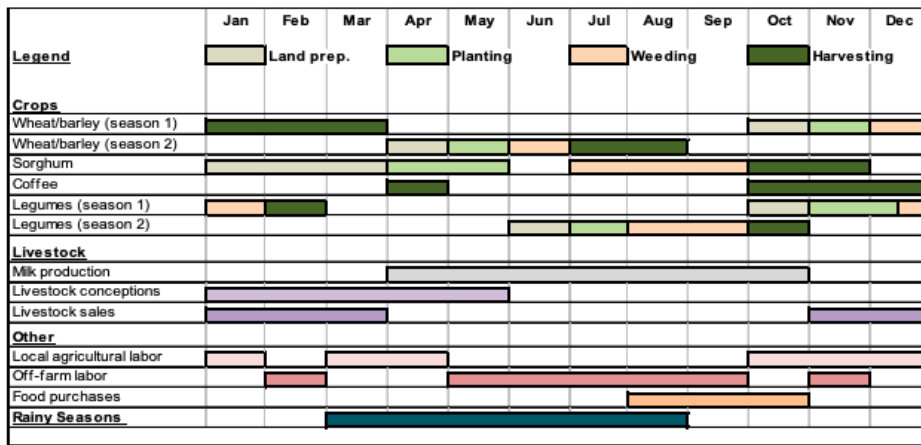 Jan Feb Mar Apr May Jun Jul Aug Sep Oct Nov Dec
Legend Land prep. Planting Weeding Harvesting
Crops
Wheat/barley (season 1)
Wheat/barley (season 2)
Sorghum
Coffee
Legumes (season 1)
Legumes (season 2)
Livestock
Milk production
Livestock conceptions
Livestock sales
Other
Local agricultural labor
Off-farm labor
Food purchases
Rainy Seasons